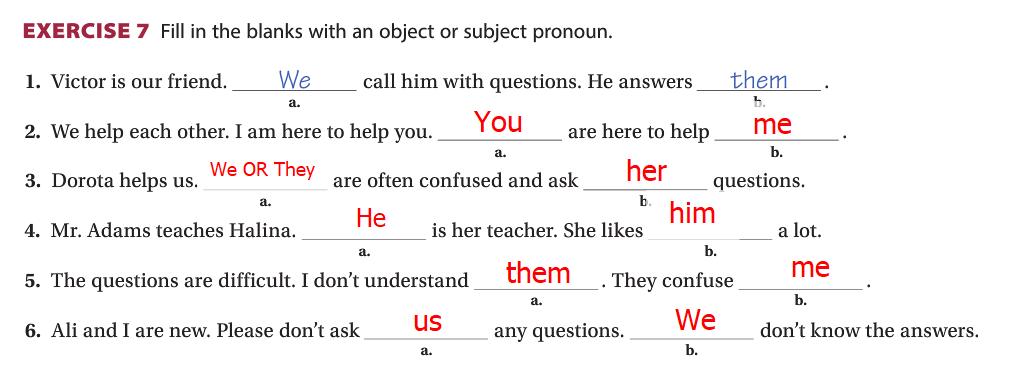 EXERCISE 7 Fill in the blanks with an object or subject pronoun.
1. Victor is our friend. We call him with questions. He answers them .
a. b.
2. We help each other. I am here to help you. You are here to help me .
a. b.
3. Dorota helps us. We OR They are often confused and ask her questions.
a. b.
4. Mr. Adams teaches Halina. He is her teacher. She likes him a lot.
a. b.
5. The questions are difficult. I don't understand them . They confuse me .
a. b.
6. Ali and I are new. Please don't ask us any questions. We don't know the answers.
a. b.